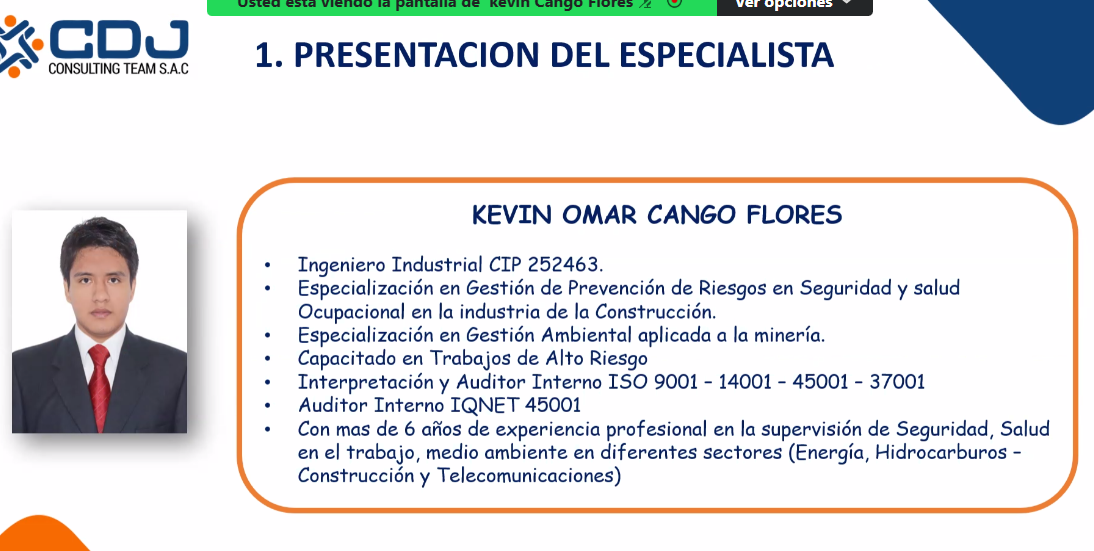 Usted está viendo la pantalla de kevin Cango Flores
Ver opciones
CDJ
CONSULTING TEAM S.A.C
1. PRESENTACION DEL ESPECIALISTA
KEVIN OMAR CANGO FLORES
• Ingeniero Industrial CIP 252463.
• Especialización en Gestión de Prevención de Riesgos en Seguridad y salud
Ocupacional en la industria de la Construcción.
• Especialización en Gestión Ambiental aplicada a la minería.
• Capacitado en Trabajos de Alto Riesgo
• Interpretación y Auditor Interno ISO 9001 – 14001 – 45001 – 37001
• Auditor Interno IQNET 45001
• Con mas de 6 años de experiencia profesional en la supervisión de Seguridad, Salud
en el trabajo, medio ambiente en diferentes sectores (Energía, Hidrocarburos –
Construcción y Telecomunicaciones)